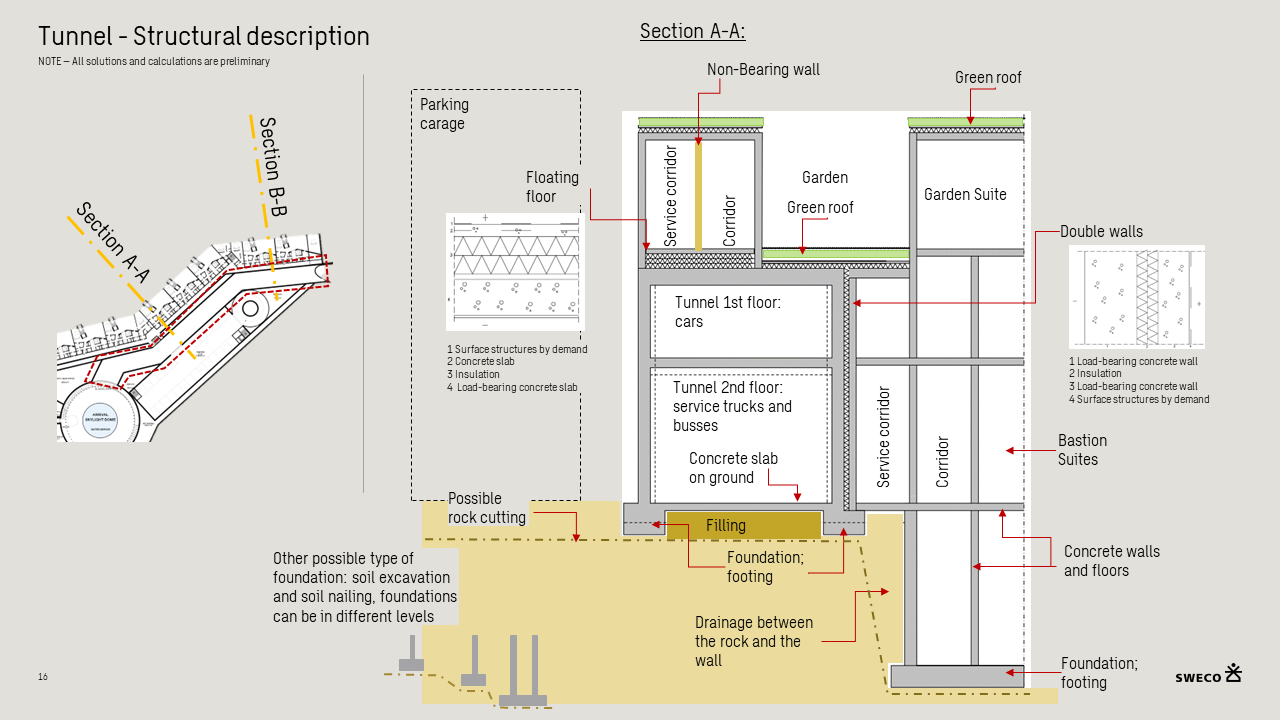 Tunnel - Structural description
NOTE – All solutions and calculations are preliminary
Section A-A:
Section B-B
Section A-A
ARRIVAL
SKYLIGHT DOME
Parking
garage
Non-Bearing wall
Green roof
Floating
floor
Service corridor
Corridor
Garden
Green roof
Garden Suite
Double walls
1 Surface structures by demand
2 Concrete slab
3 Insulation
4 Load-bearing concrete slab
Tunnel 1st floor:
cars
Tunnel 2nd floor:
service trucks and
busses
Concrete slab
on ground
Service corridor
Corridor
1 Load-bearing concrete wall
2 Insulation
3 Load-bearing concrete wall
4 Surface structures by demand
Bastion
Suites
Possible
rock cutting
Filling
Foundation;
footing
Concrete walls
and floors
Other possible type of
foundation: soil excavation
and soil nailing, foundations
can be in different levels
Drainage between
the rock and the
wall
Foundation;
footing
16
SWECO